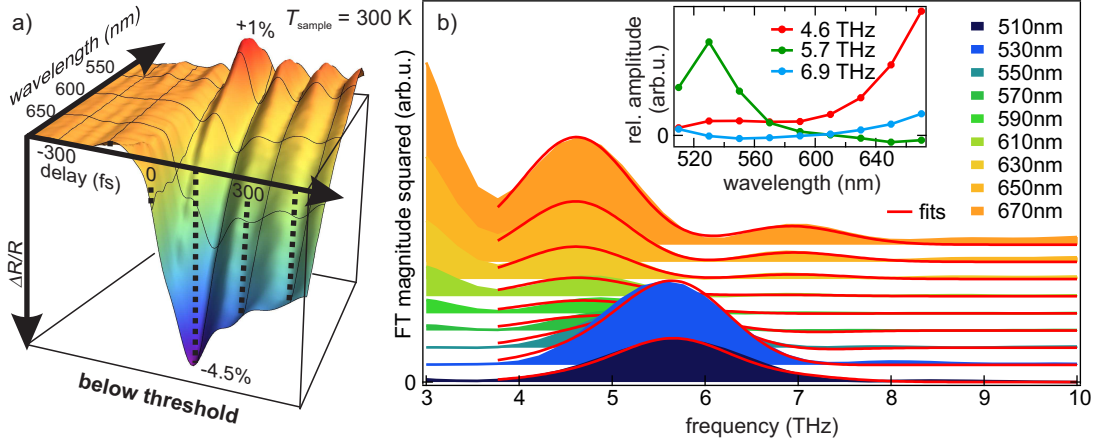 a)
T_sample = 300 K
+1%
wavelength (nm)
550
600
650
-300
0
300
delay (fs)
ΔR/R
-4.5%
below threshold
b)
FT magnitude squared (arb.u.)
0
3
4
5
6
7
8
9
10
frequency (THz)
rel. amplitude
(arb.u.)
0
4.6 THz
5.7 THz
6.9 THz
520
560
600
640
wavelength (nm)
fits
510nm
530nm
550nm
570nm
590nm
610nm
630nm
650nm
670nm